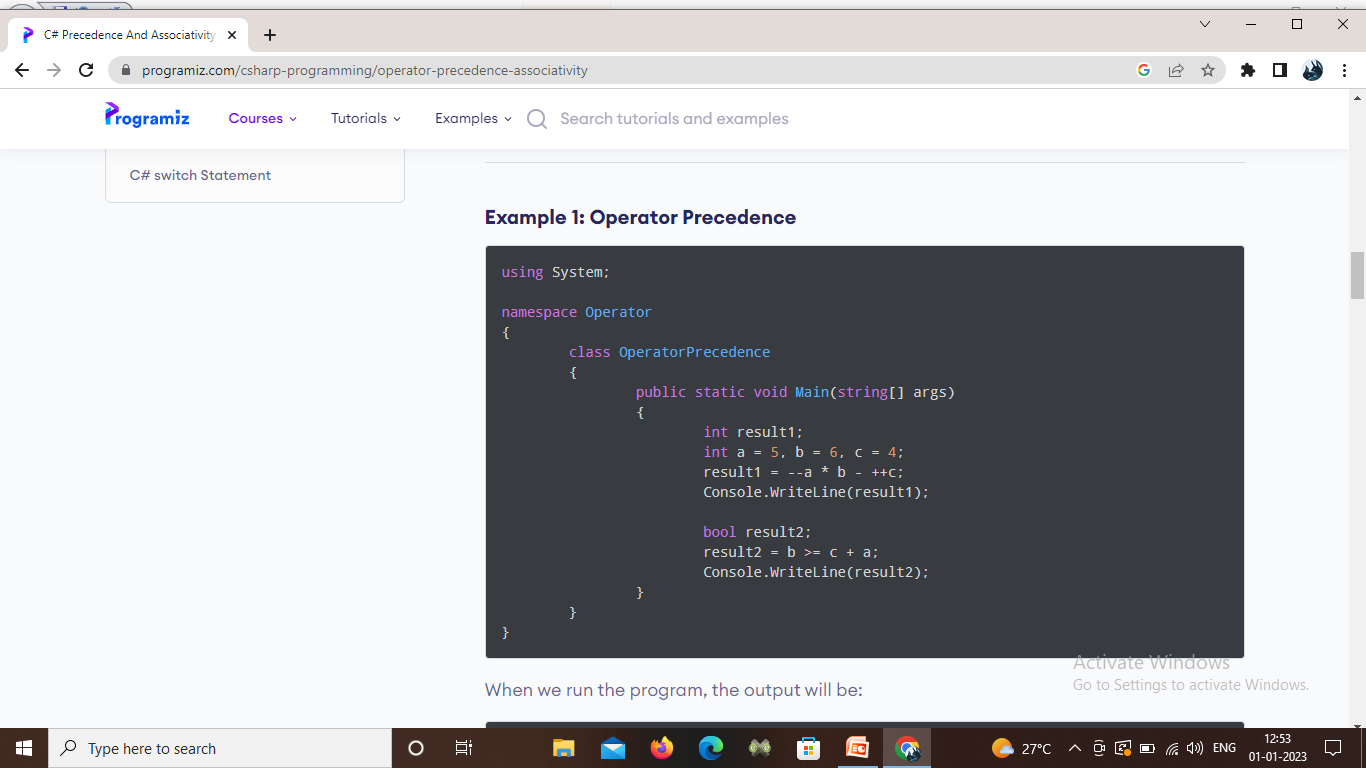 C# Precedence And Associativity
programiz.com/csharp-programming/operator-precedence-associativity
Programiz
Courses
Tutorials
Examples
Search tutorials and examples
C# switch Statement
Example 1: Operator Precedence
using System;
namespace Operator
{
class OperatorPrecedence
{
public static void Main(string[] args)
{
int result1;
int a = 5, b = 6, c = 4;
result1 = --a * b - ++c;
Console.WriteLine(result1);
bool result2;
result2 = b >= c + a;
Console.WriteLine(result2);
}
}
}
When we run the program, the output will be:
Activate Windows
Go to Settings to activate Windows.
Type here to search
27°C
ENG
12:53
01-01-2023